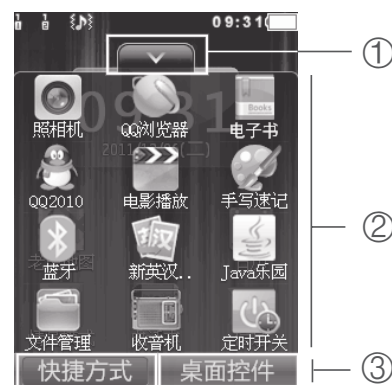 09:31
①
09:31
Books
照相机 QQ浏览器 电子书
QQ2010 电影播放 手写速记
②
蓝牙 新英汉.. Java乐园
文件管理 收音机 定时开关
快捷方式 桌面控件
③